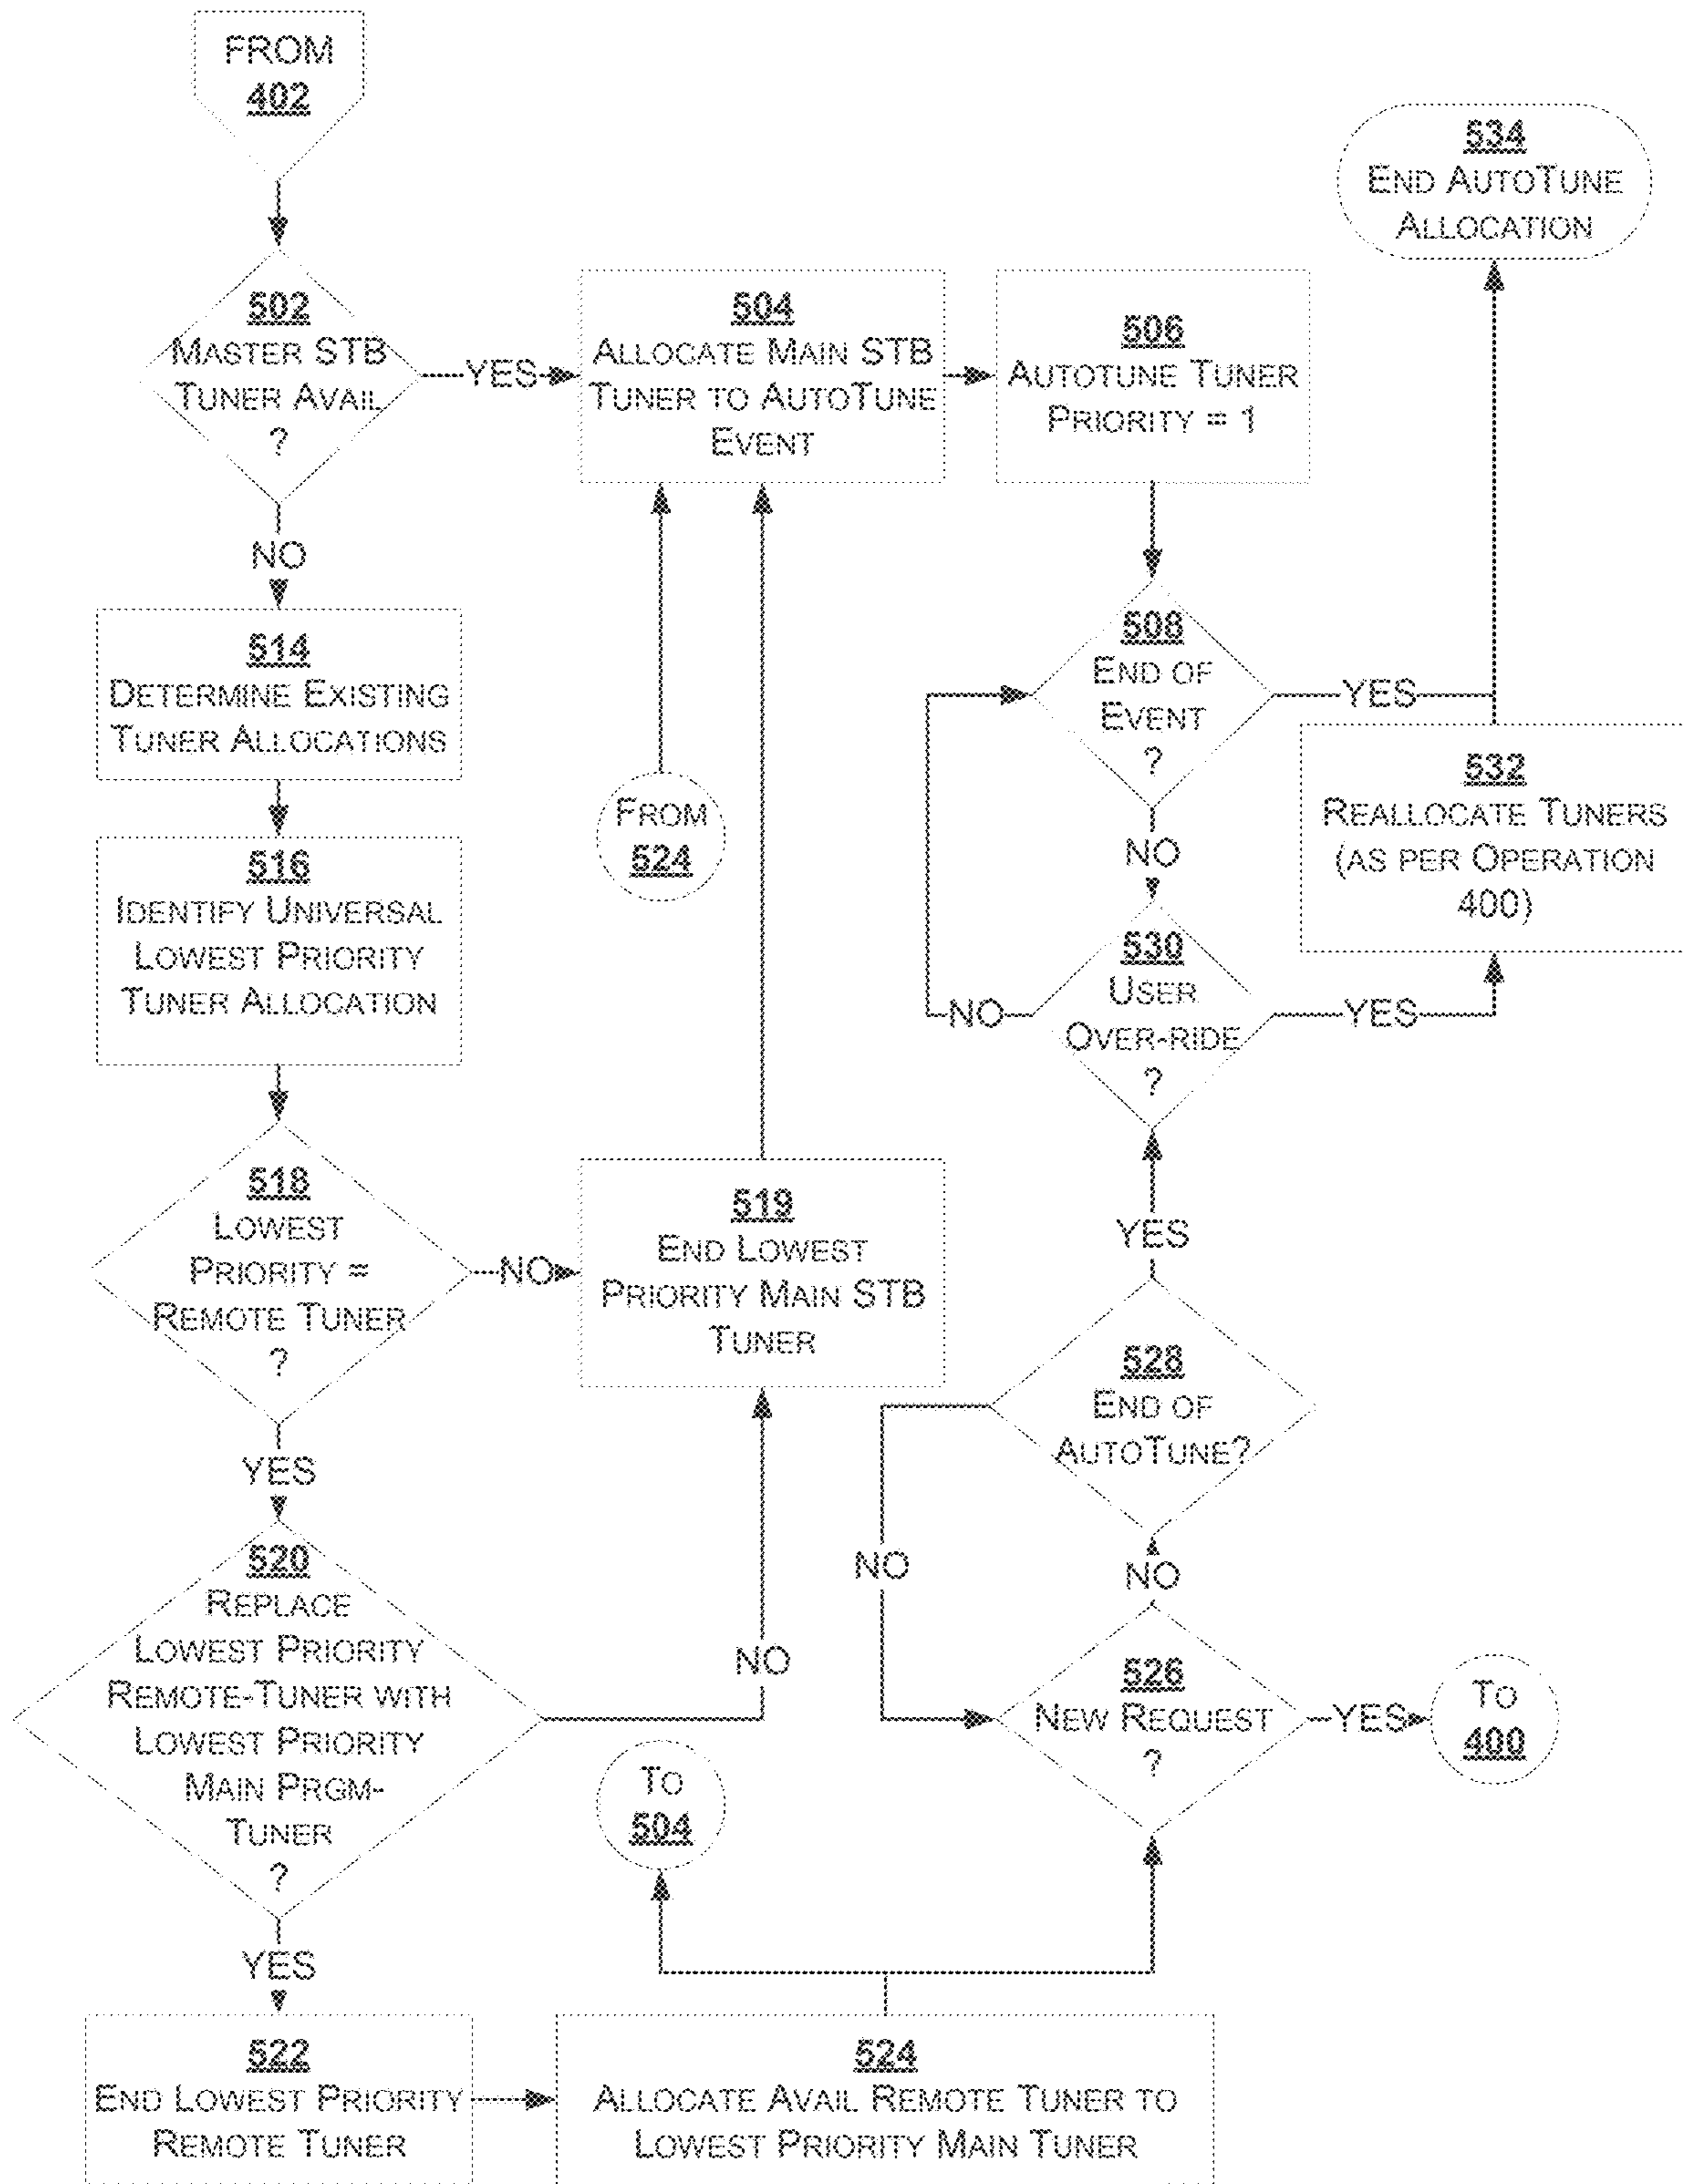 FROM
402
502
MASTER STB
TUNER AVAIL
?
YES
NO
504
ALLOCATE MAIN STB
TUNER TO AUTOTUNE
EVENT
506
AUTOTUNE TUNER
PRIORITY = 1
534
END AUTOTUNE
ALLOCATION
508
END OF
EVENT
?
YES
NO
514
DETERMINE EXISTING
TUNER ALLOCATIONS
FROM
524
532
REALLOCATE TUNERS
(AS PER OPERATION
400)
516
IDENTIFY UNIVERSAL
LOWEST PRIORITY
TUNER ALLOCATION
530
USER
OVER-RIDE
?
NO
YES
518
LOWEST
PRIORITY =
REMOTE TUNER
?
NO
YES
519
END LOWEST
PRIORITY MAIN STB
TUNER
YES
528
END OF
AUTOTUNE?
NO
NO
520
REPLACE
LOWEST PRIORITY
REMOTE-TUNER WITH
LOWEST PRIORITY
MAIN PRGM-
TUNER
?
NO
YES
526
NEW REQUEST
?
YES
TO
400
TO
504
522
END LOWEST PRIORITY
REMOTE TUNER
524
ALLOCATE AVAIL REMOTE TUNER TO
LOWEST PRIORITY MAIN TUNER